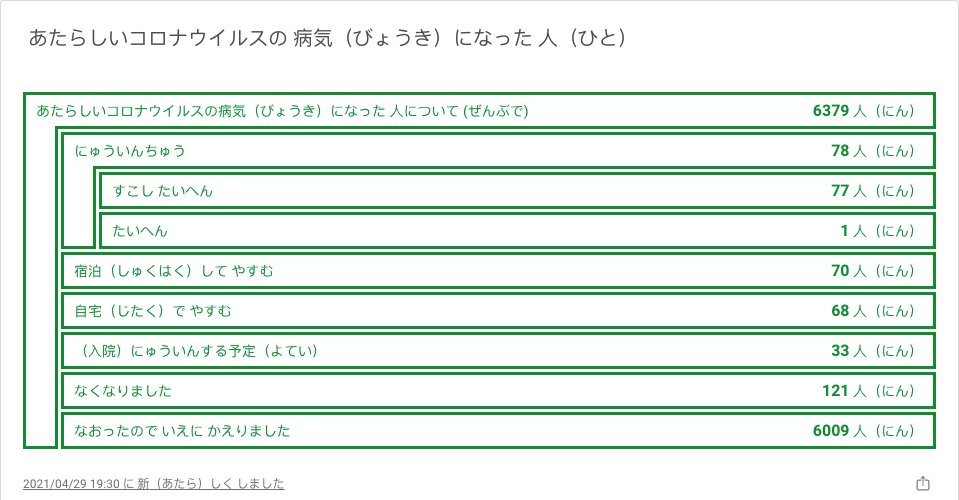 あたらしいコロナウイルスの 病気（びょうき）になった 人（ひと）
あたらしいコロナウイルスの病気（びょうき）になった 人について (ぜんぶで) 6379 人（にん）
にゅういんちゅう 78 人（にん）
すこし たいへん 77 人（にん）
たいへん 1 人（にん）
宿泊（しゅくはく）して やすむ 70 人（にん）
自宅（じたく）で やすむ 68 人（にん）
（入院）にゅういんする予定（よてい） 33 人（にん）
なくなりました 121 人（にん）
なおったので いえに かえりました 6009 人（にん）
2021/04/29 19:30 に 新（あたら）しく しました